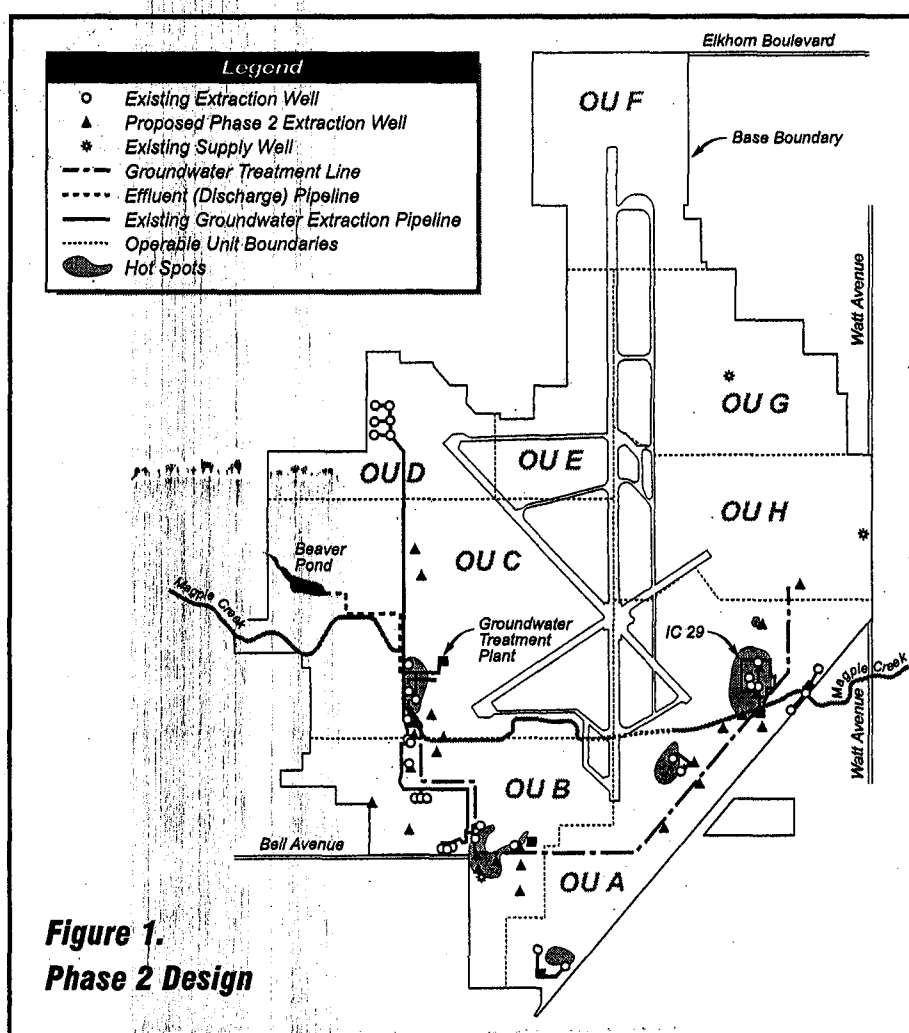 Legend
Existing Extraction Well
Proposed Phase 2 Extraction Well
Existing Supply Well
Groundwater Treatment Line
Effluent (Discharge) Pipeline
Existing Groundwater Extraction Pipeline
Operable Unit Boundaries
Hot Spots
Elkhorn Boulevard
OU F
Base Boundary
Watt Avenue
OU G
OU E
OU D
OU H
Beaver
Pond
OU C
Magpie Creek
Groundwater
Treatment
Plant
IC 29
Magpie Creek
Watt Avenue
OU B
Bell Avenue
OU A
Figure 1.
Phase 2 Design